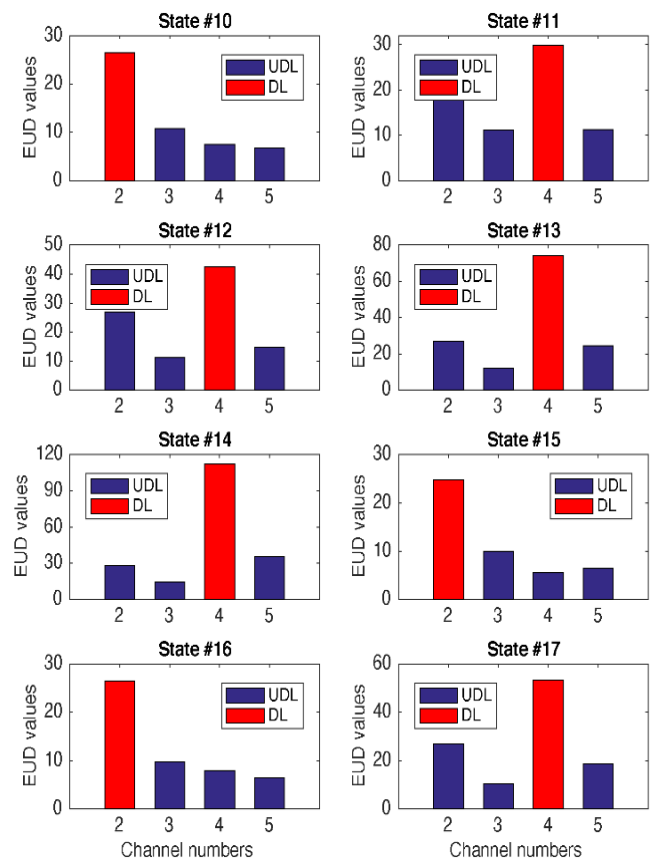 State #10
30
20
10
0
EUD values
UDL
DL
2 3 4 5
State #11
30
20
10
0
EUD values
UDL
DL
2 3 4 5
State #12
50
40
30
20
10
0
EUD values
UDL
DL
2 3 4 5
State #13
80
60
40
20
0
EUD values
UDL
DL
2 3 4 5
State #14
120
90
60
30
0
EUD values
UDL
DL
2 3 4 5
State #15
30
20
10
0
EUD values
UDL
DL
2 3 4 5
State #16
30
20
10
0
EUD values
UDL
DL
2 3 4 5
Channel numbers
State #17
60
40
20
0
EUD values
UDL
DL
2 3 4 5
Channel numbers